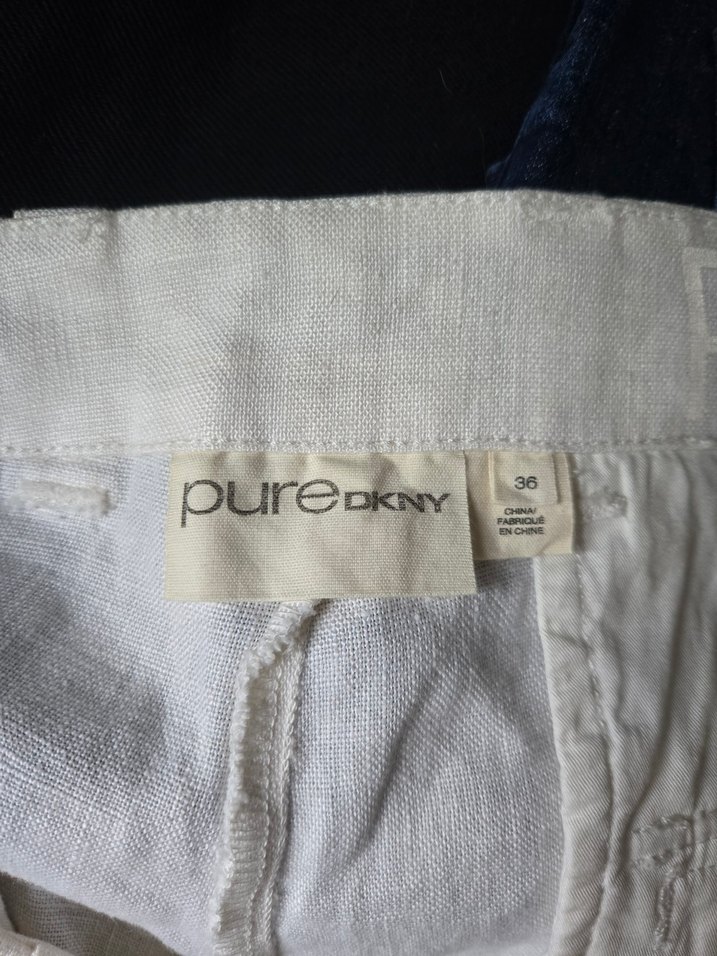 pure DKNY
36
CHINA/
FABRIQUÉ
EN CHINE